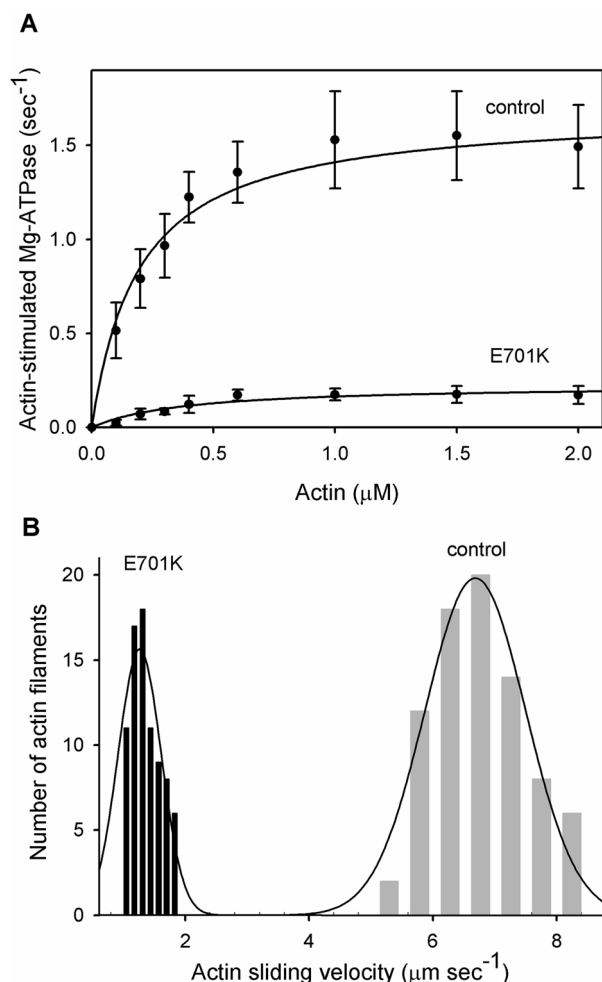 A
Actin-stimulated Mg-ATPase (sec⁻¹)
1.5
1.0
0.5
0.0
control
E701K
0.0 0.5 1.0 1.5 2.0
Actin (μM)
B
E701K
control
Number of actin filaments
20
15
10
5
0
2 4 6 8
Actin sliding velocity (μm sec⁻¹)